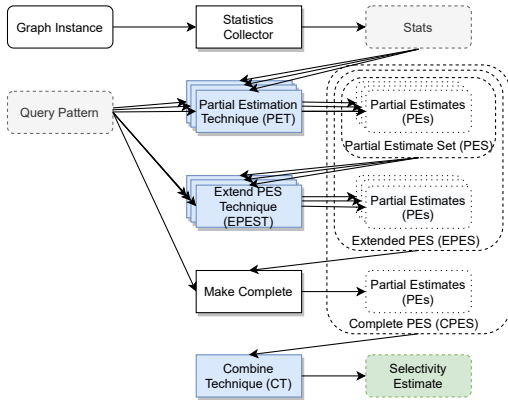 Graph Instance
Statistics
Collector
Stats
Query Pattern
Partial Estimation
Technique (PET)
Partial Estimates
(PEs)
Partial Estimate Set (PES)
Extend PES
Technique
(EPEST)
Partial Estimates
(PEs)
Extended PES (EPES)
Make Complete
Partial Estimates
(PEs)
Complete PES (CPES)
Combine
Technique (CT)
Selectivity
Estimate